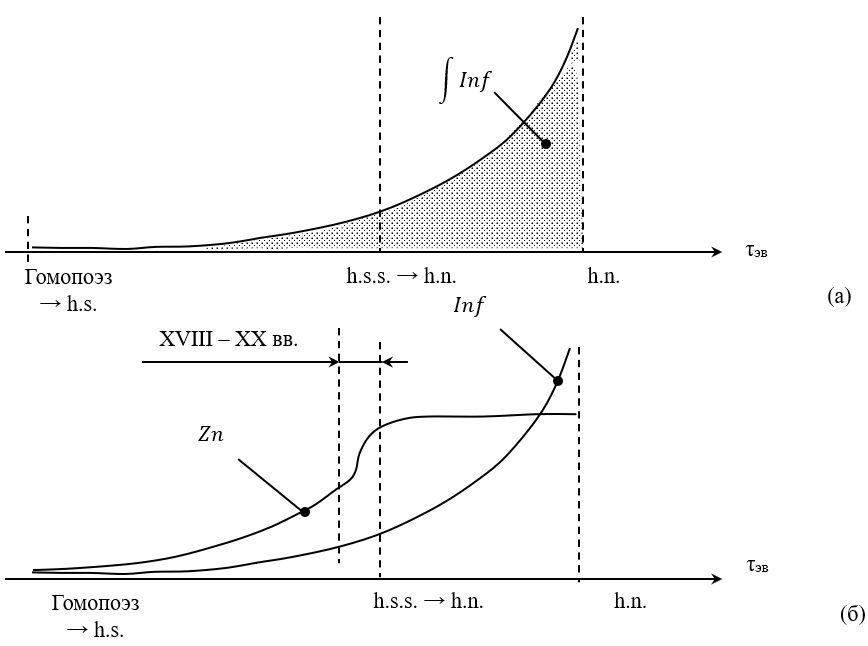 ∫ Inf
τэв
Гомопоэз
→ h.s.
h.s.s. → h.n.
h.n.
(а)
Inf
XVIII – XX вв.
Zn
τэв
Гомопоэз
→ h.s.
h.s.s. → h.n.
h.n.
(б)